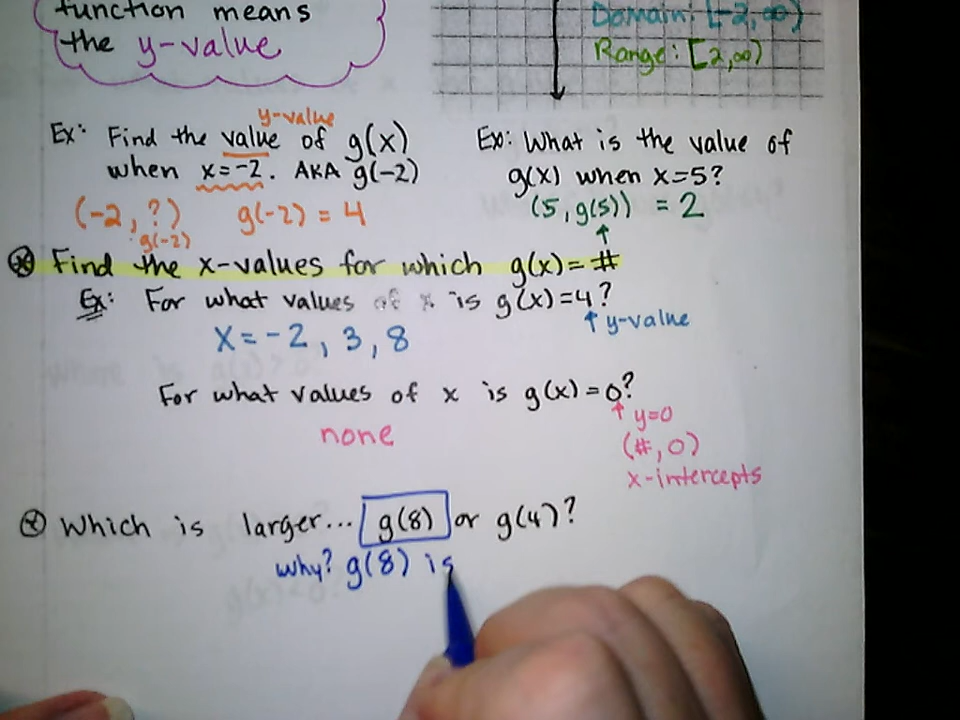 function means
the y-value
Domain: [-2,∞)
Range: [2,∞)
y-value
Ex: Find the value of g(x)
when x=-2. AKA g(-2)
(-2, ?) g(-2) = 4
g(-2)
Ex: What is the value of
g(x) when x=5?
(5, g(5)) = 2
Find the x-values for which g(x)=#
Ex: For what values of x is g(x)=4?
y-value
X=-2, 3, 8
For what values of x is g(x)=0?
y=0
none
(#, 0)
x-intercepts
Which is larger... g(8) or g(4)?
why? g(8) is